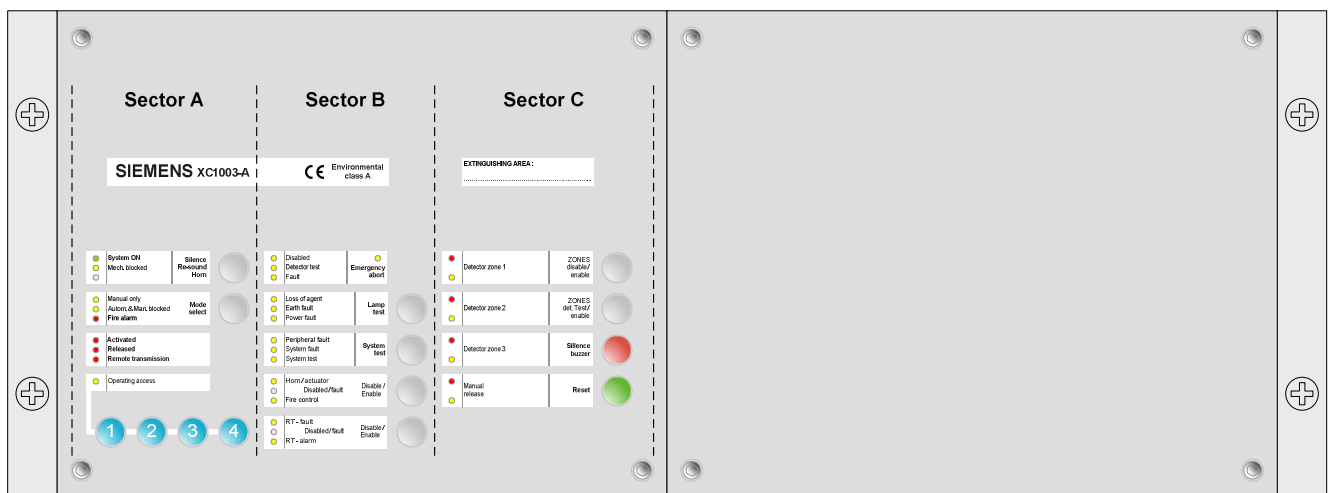 Sector A
Sector B
Sector C
SIEMENS XC1003-A
Environmental
class A
EXTINGUISHING AREA :
System ON
Mech. blocked
Silence
Re-sound
Horn
Manual only
Autom. & Man. blocked
Fire alarm
Mode
select
Activated
Released
Remote transmission
Operating access
1 2 3 4
Disabled
Detector test
Fault
Emergency
abort
Loss of agent
Earth fault
Power fault
Lamp
test
Peripheral fault
System fault
System test
System
test
Horn / actuator
Disabled/fault
Fire control
Disable /
Enable
RT - fault
Disabled/fault
RT - alarm
Disable/
Enable
Detector zone 1
ZONES
disable/
enable
Detector zone 2
ZONES
det. Test/
enable
Detector zone 3
Sillence
buzzer
Manual
release
Reset